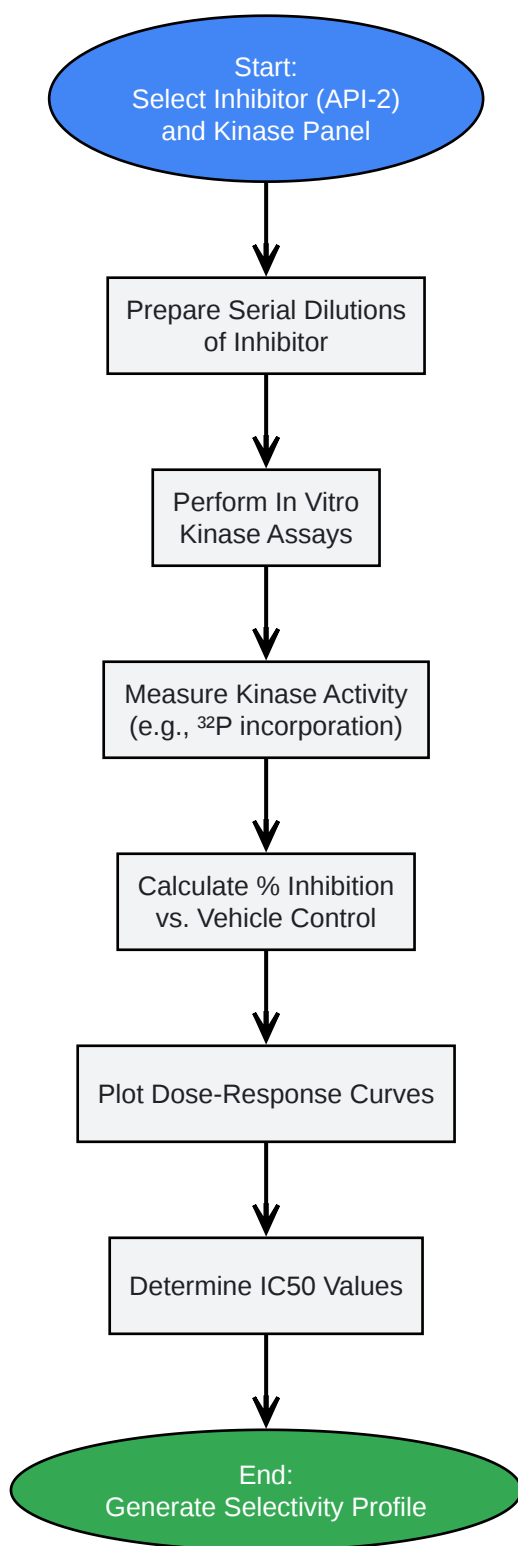 Start:
Select Inhibitor (API-2)
and Kinase Panel
Prepare Serial Dilutions
of Inhibitor
Perform In Vitro
Kinase Assays
Measure Kinase Activity
(e.g., ³²P incorporation)
Calculate % Inhibition
vs. Vehicle Control
Plot Dose-Response Curves
Determine IC50 Values
End:
Generate Selectivity Profile